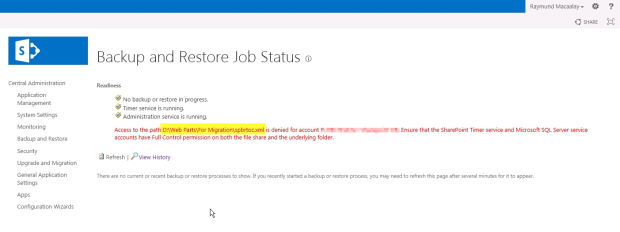 Raymund Macaalay
?
SHARE
S
Backup and Restore Job Status
Central Administration
Application
Management
System Settings
Monitoring
Backup and Restore
Security
Upgrade and Migration
General Application
Settings
Apps
Configuration Wizards
Readiness
No backup or restore in progress.
Timer service is running.
Administration service is running.
Access to the path D:\Web Parts\For Migration\spbrtoc.xml is denied for account . Ensure that the SharePoint Timer service and Microsoft SQL Server service
accounts have Full Control permission on both the file share and the underlying folder.
Refresh | View History
There are no current or recent backup or restore processes to show. If you recently started a backup or restore process, you may need to refresh this page after several minutes for it to appear.